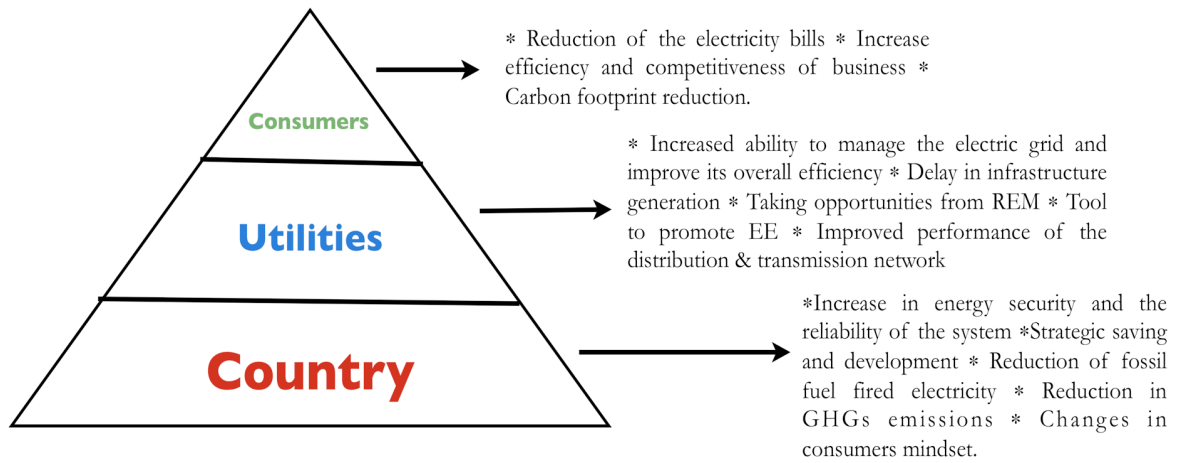 * Reduction of the electricity bills * Increase
efficiency and competitiveness of business *
Carbon footprint reduction.
Consumers
* Increased ability to manage the electric grid and
improve its overall efficiency * Delay in infrastructure
generation * Taking opportunities from REM * Tool
to promote EE * Improved performance of the
distribution & transmission network
Utilities
*Increase in energy security and the
reliability of the system *Strategic saving
and development * Reduction of fossil
fuel fired electricity * Reduction in
GHGs emissions * Changes in
consumers mindset.
Country